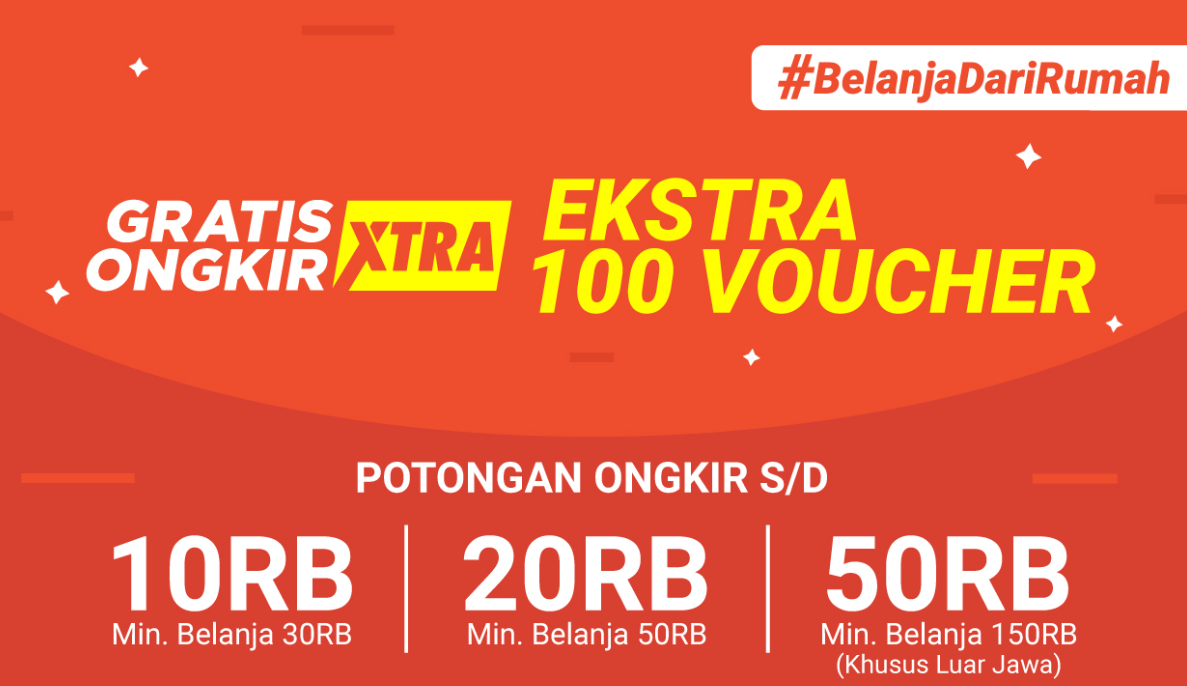 #BelanjaDariRumah
GRATIS
ONGKIR XTRA
EKSTRA
100 VOUCHER
POTONGAN ONGKIR S/D
10RB
Min. Belanja 30RB
20RB
Min. Belanja 50RB
50RB
Min. Belanja 150RB
(Khusus Luar Jawa)